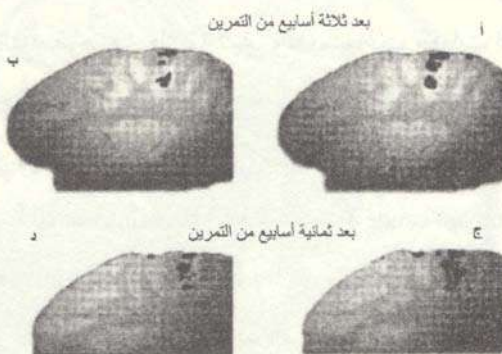 بعد ثلاثة أسابيع من التمرين
أ
ب
بعد ثمانية أسابيع من التمرين
ج
د